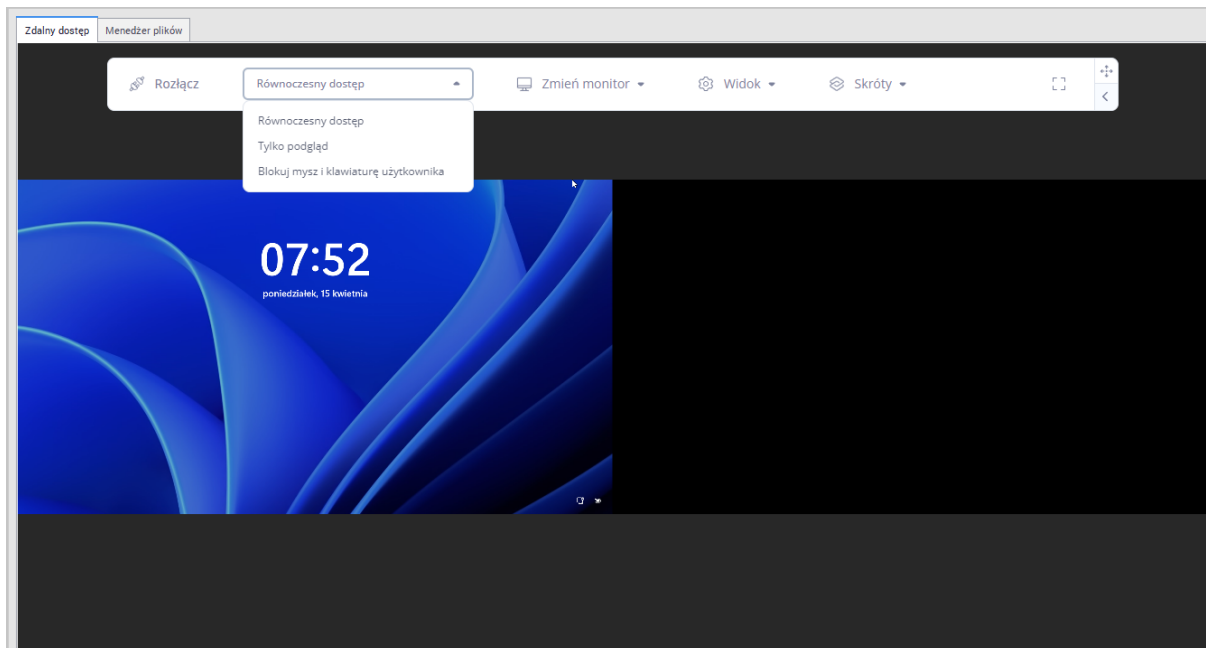 Zdalny dostęp
Menedżer plików
Rozłącz
Równoczesny dostęp
Zmień monitor
Widok
Skróty
Równoczesny dostęp
Tylko podgląd
Blokuj mysz i klawiaturę użytkownika
07:52
poniedziałek, 15 kwietnia